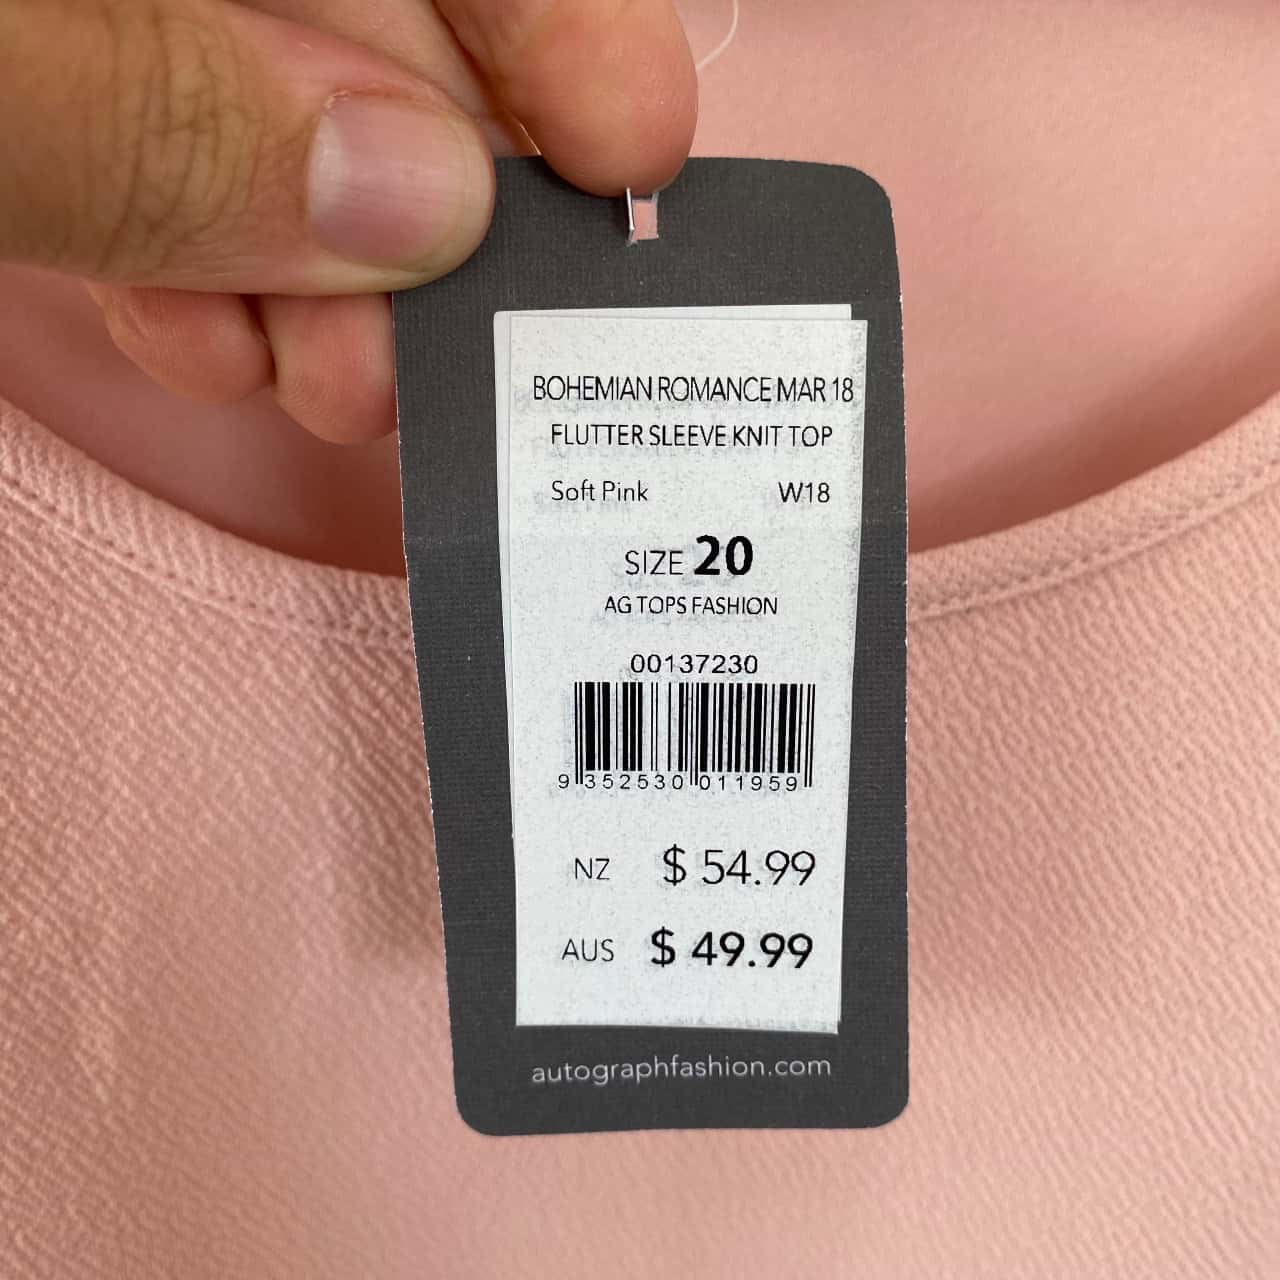 BOHEMIAN ROMANCE MAR 18
FLUTTER SLEEVE KNIT TOP
Soft Pink W18
SIZE 20
AG TOPS FASHION
00137230
9 352530 011959
NZ $ 54.99
AUS $ 49.99
autographfashion.com